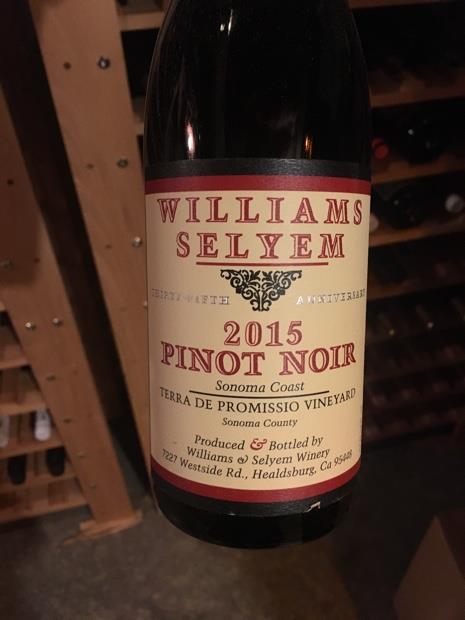 WILLIAMS
SELYEM
THIRTY-FIFTH ANNIVERSARY
2015
PINOT NOIR
Sonoma Coast
TERRA DE PROMISSIO VINEYARD
Sonoma County
Produced & Bottled by
Williams & Selyem Winery
7227 Westside Rd., Healdsburg, Ca 95448